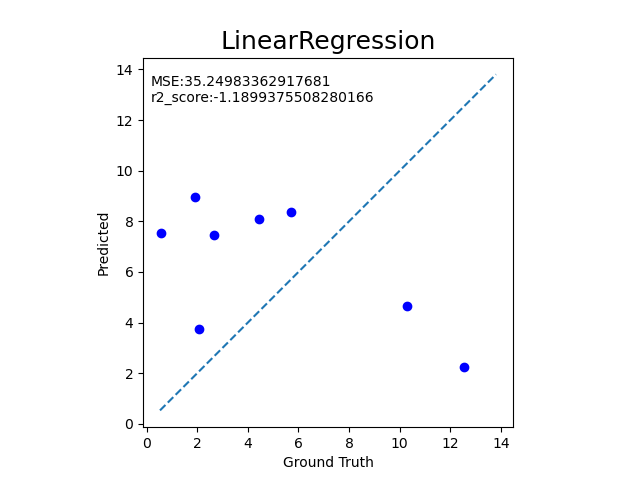 LinearRegression
MSE:35.24983362917681
r2_score:-1.1899375508280166
14
12
10
8
6
4
2
0
Predicted
0 2 4 6 8 10 12 14
Ground Truth